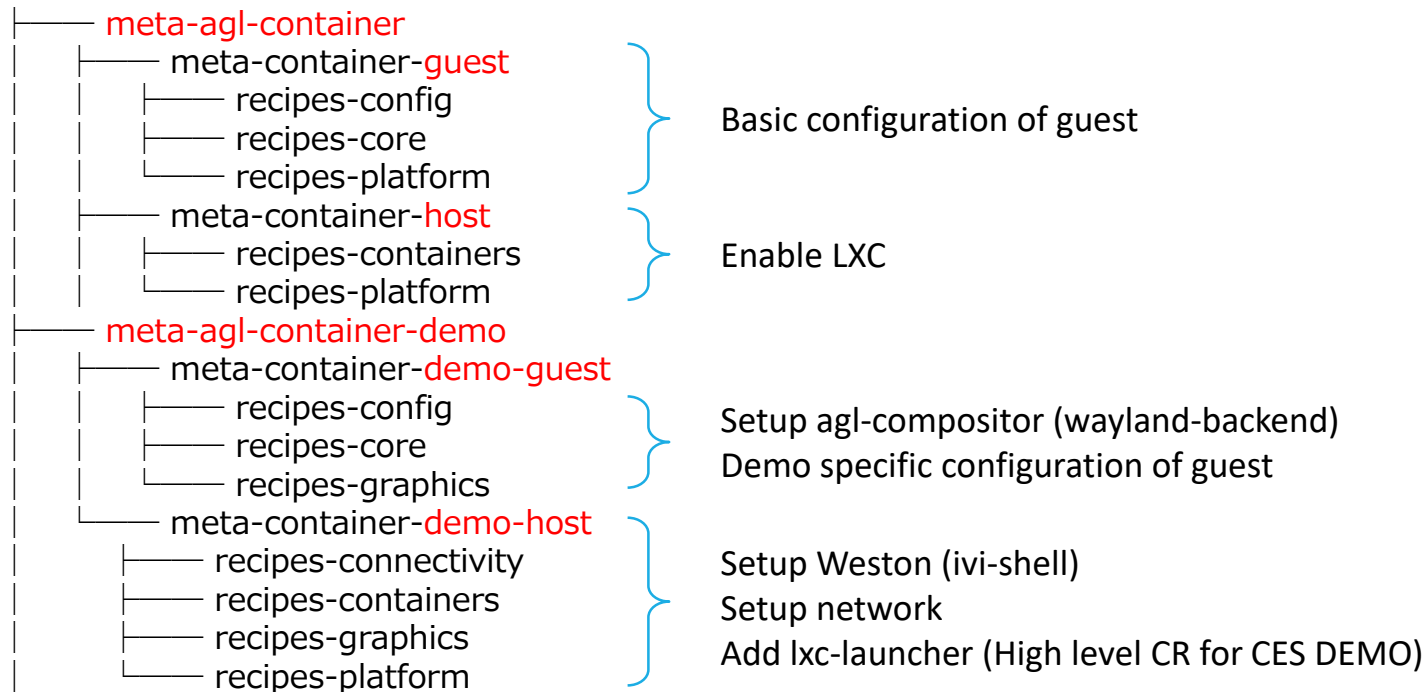 meta-agl-container
meta-container-guest
recipes-config
recipes-core
recipes-platform
Basic configuration of guest
meta-container-host
recipes-containers
recipes-platform
Enable LXC
meta-agl-container-demo
meta-container-demo-guest
recipes-config
recipes-core
recipes-graphics
Setup agl-compositor (wayland-backend)
Demo specific configuration of guest
meta-container-demo-host
recipes-connectivity
recipes-containers
recipes-graphics
recipes-platform
Setup Weston (ivi-shell)
Setup network
Add lxc-launcher (High level CR for CES DEMO)